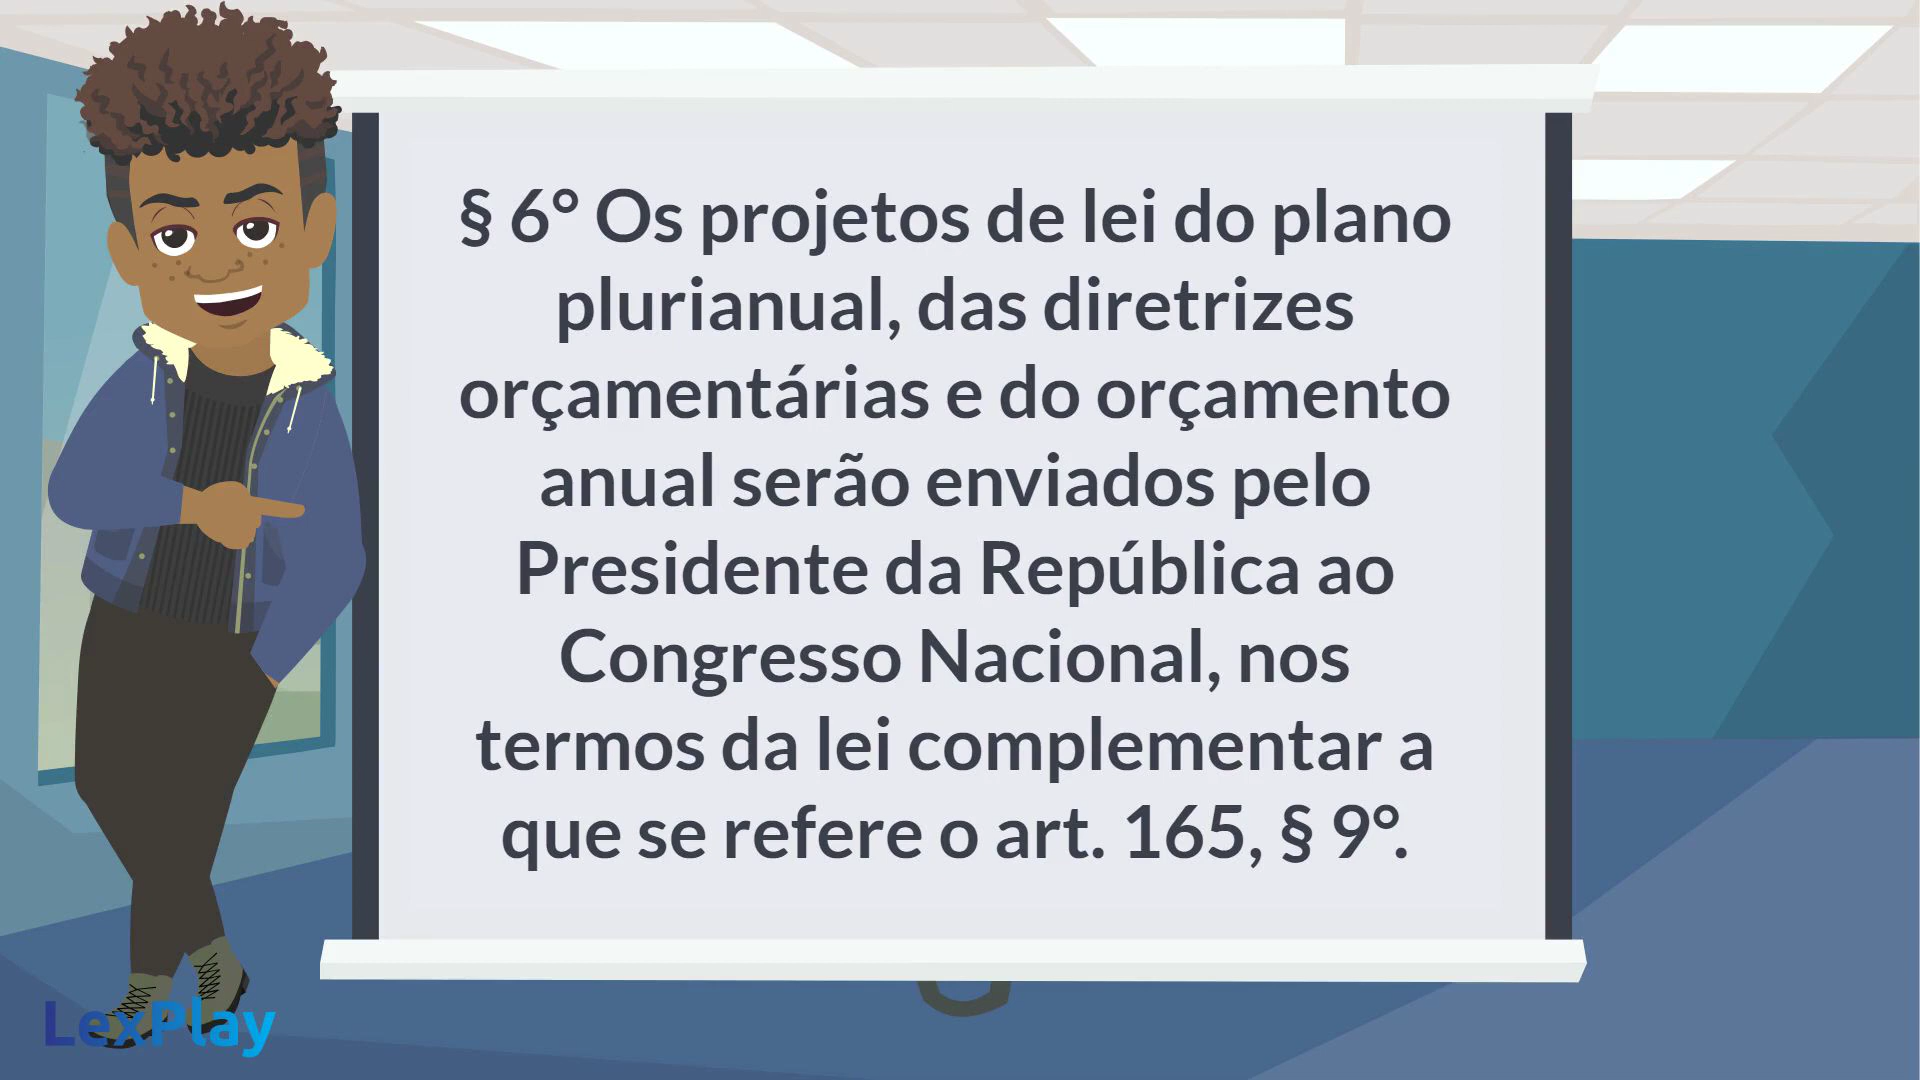 § 6° Os projetos de lei do plano
plurianual, das diretrizes
orçamentárias e do orçamento
anual serão enviados pelo
Presidente da República ao
Congresso Nacional, nos
termos da lei complementar a
que se refere o art. 165, § 9°.
LexPlay